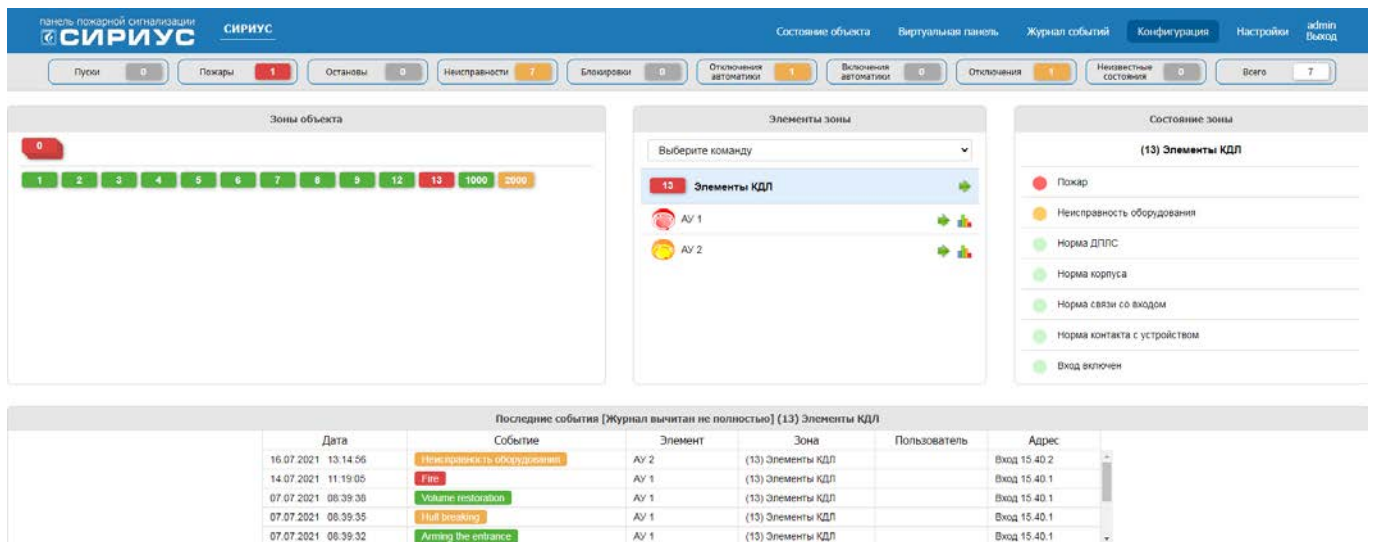 панель пожарной сигнализации
СИРИУС
СИРИУС
Состояние объекта
Виртуальная панель
Журнал событий
Конфигурация
Настройки
admin
Выход
Пуски 0
Пожары 1
Остановы 0
Неисправности 7
Блокировки 0
Отключения автоматики 1
Включения автоматики 0
Отключения 1
Неизвестные состояния 0
Всего 7
Зоны объекта
0
1 2 3 4 5 6 7 8 9 12 13 1000 2000
Элементы зоны
Выберите команду
13 Элементы КДЛ
АУ 1
АУ 2
Состояние зоны
(13) Элементы КДЛ
Пожар
Неисправность оборудования
Норма ДПЛС
Норма корпуса
Норма связи со входом
Норма контакта с устройством
Вход включен
Последние события [Журнал вычитан не полностью] (13) Элементы КДЛ
Дата Событие Элемент Зона Пользователь Адрес
16.07.2021 13:14:56 Неисправность оборудования АУ 2 (13) Элементы КДЛ Вход 15.40.2
14.07.2021 11:19:05 Fire АУ 1 (13) Элементы КДЛ Вход 15.40.1
07.07.2021 08:39:38 Volume restoration АУ 1 (13) Элементы КДЛ Вход 15.40.1
07.07.2021 08:39:35 Hull breaking АУ 1 (13) Элементы КДЛ Вход 15.40.1
07.07.2021 08:39:32 Arming the entrance АУ 1 (13) Элементы КДЛ Вход 15.40.1